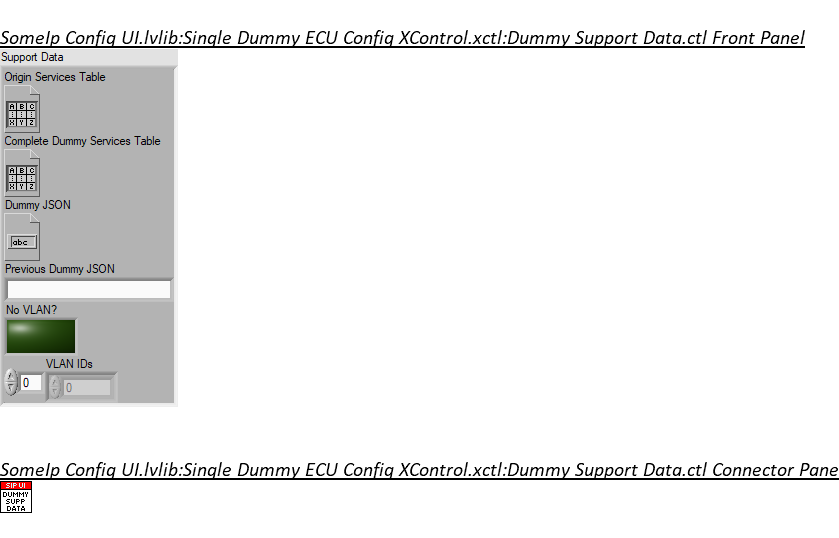 SomeIp Config UI.lvlib:Single Dummy ECU Config XControl.xctl:Dummy Support Data.ctl Front Panel
Support Data
Origin Services Table
A B C
X Y Z
Complete Dummy Services Table
A B C
X Y Z
Dummy JSON
abc
Previous Dummy JSON
No VLAN?
VLAN IDs
0 0
SomeIp Config UI.lvlib:Single Dummy ECU Config XControl.xctl:Dummy Support Data.ctl Connector Pane
SIP UI
DUMMY
SUPP
DATA